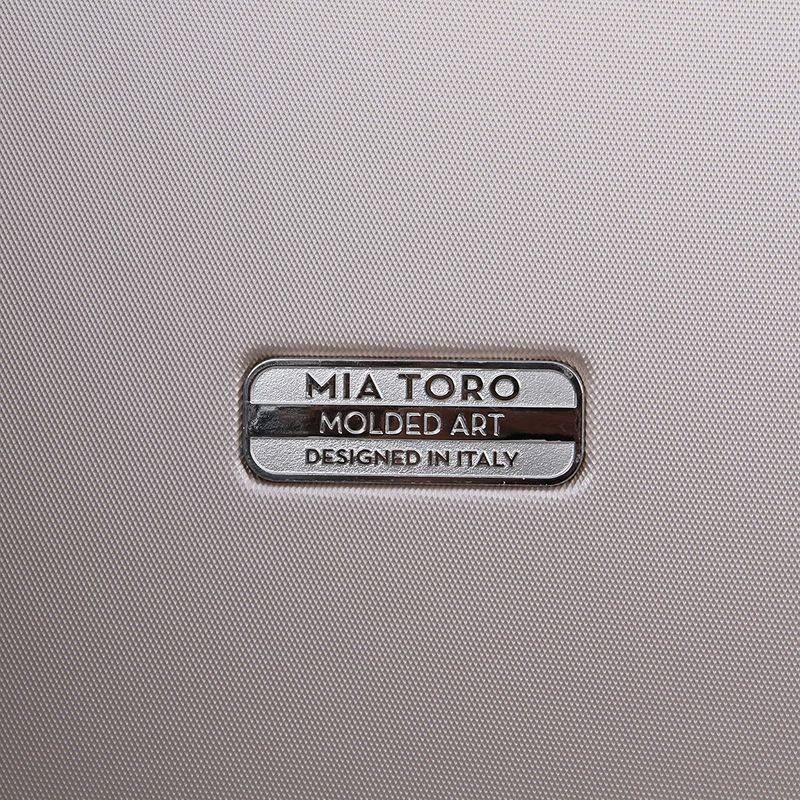 MIA TORO
MOLDED ART
DESIGNED IN ITALY